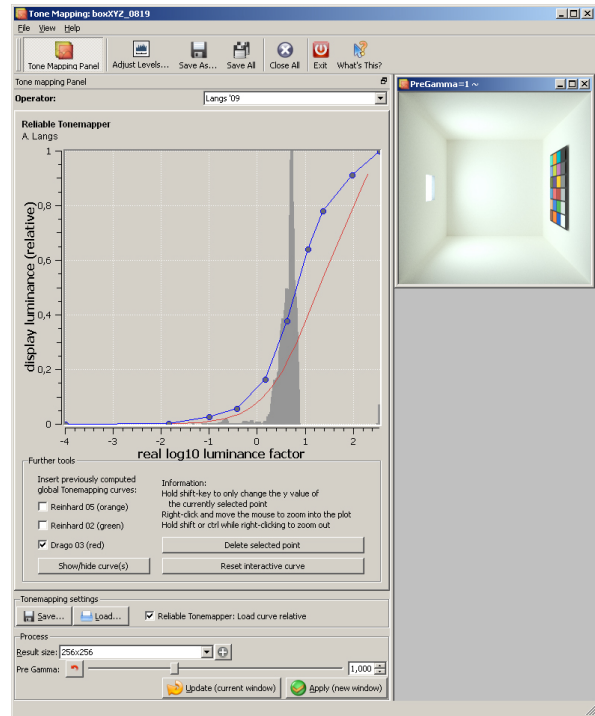 Tone Mapping: boxXYZ_0819
File View Help
Tone Mapping Panel Adjust Levels... Save As... Save All Close All Exit What's This?
Tone mapping Panel
Operator: Langs '09
Reliable Tonemapper
A. Langs
1
0,8
0,6
0,4
0,2
0
display luminance (relative)
-4 -3 -2 -1 0 1 2
real log10 luminance factor
Further tools
Insert previously computed
global Tonemapping curves:
Reinhard 05 (orange)
Reinhard 02 (green)
Drago 03 (red)
Show/hide curve(s)
Information:
Hold shift-key to only change the y value of
the currently selected point
Right-click and move the mouse to zoom into the plot
Hold shift or ctrl while right-clicking to zoom out
Delete selected point
Reset interactive curve
Tonemapping settings
Save... Load... Reliable Tonemapper: Load curve relative
Process
Result size: 256x256
Pre Gamma: 1,000
Update (current window) Apply (new window)
PreGamma=1 ~